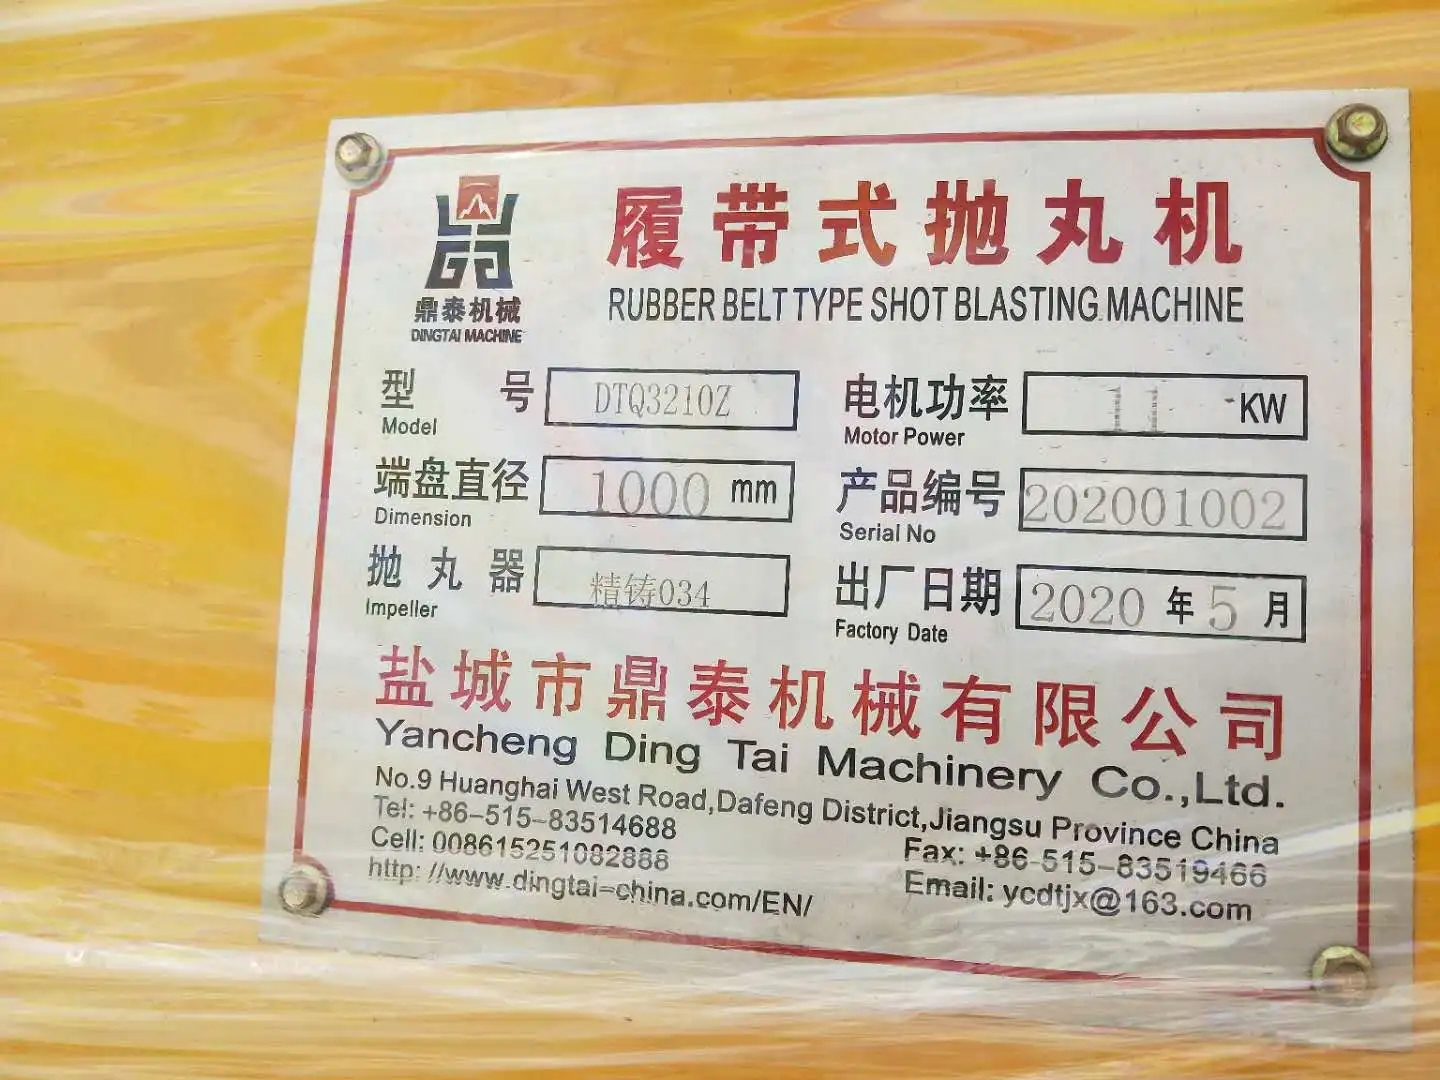 履带式抛丸机
RUBBER BELT TYPE SHOT BLASTING MACHINE
鼎泰机械
DINGTAI MACHINE
型号 DTQ3210Z
Model
电机功率 11 KW
Motor Power
端盘直径 1000 mm
Dimension
产品编号 202001002
Serial No
抛丸器 精铸034
Impeller
出厂日期 2020 年 5 月
Factory Date
盐城市鼎泰机械有限公司
Yancheng Ding Tai Machinery Co.,Ltd.
No.9 Huanghai West Road,Dafeng District,Jiangsu Province China
Tel: +86-515-83514688
Fax: +86-515-83519466
Cell: 008615251082888
Email: ycdtjx@163.com
http://www.dingtai-china.com/EN/